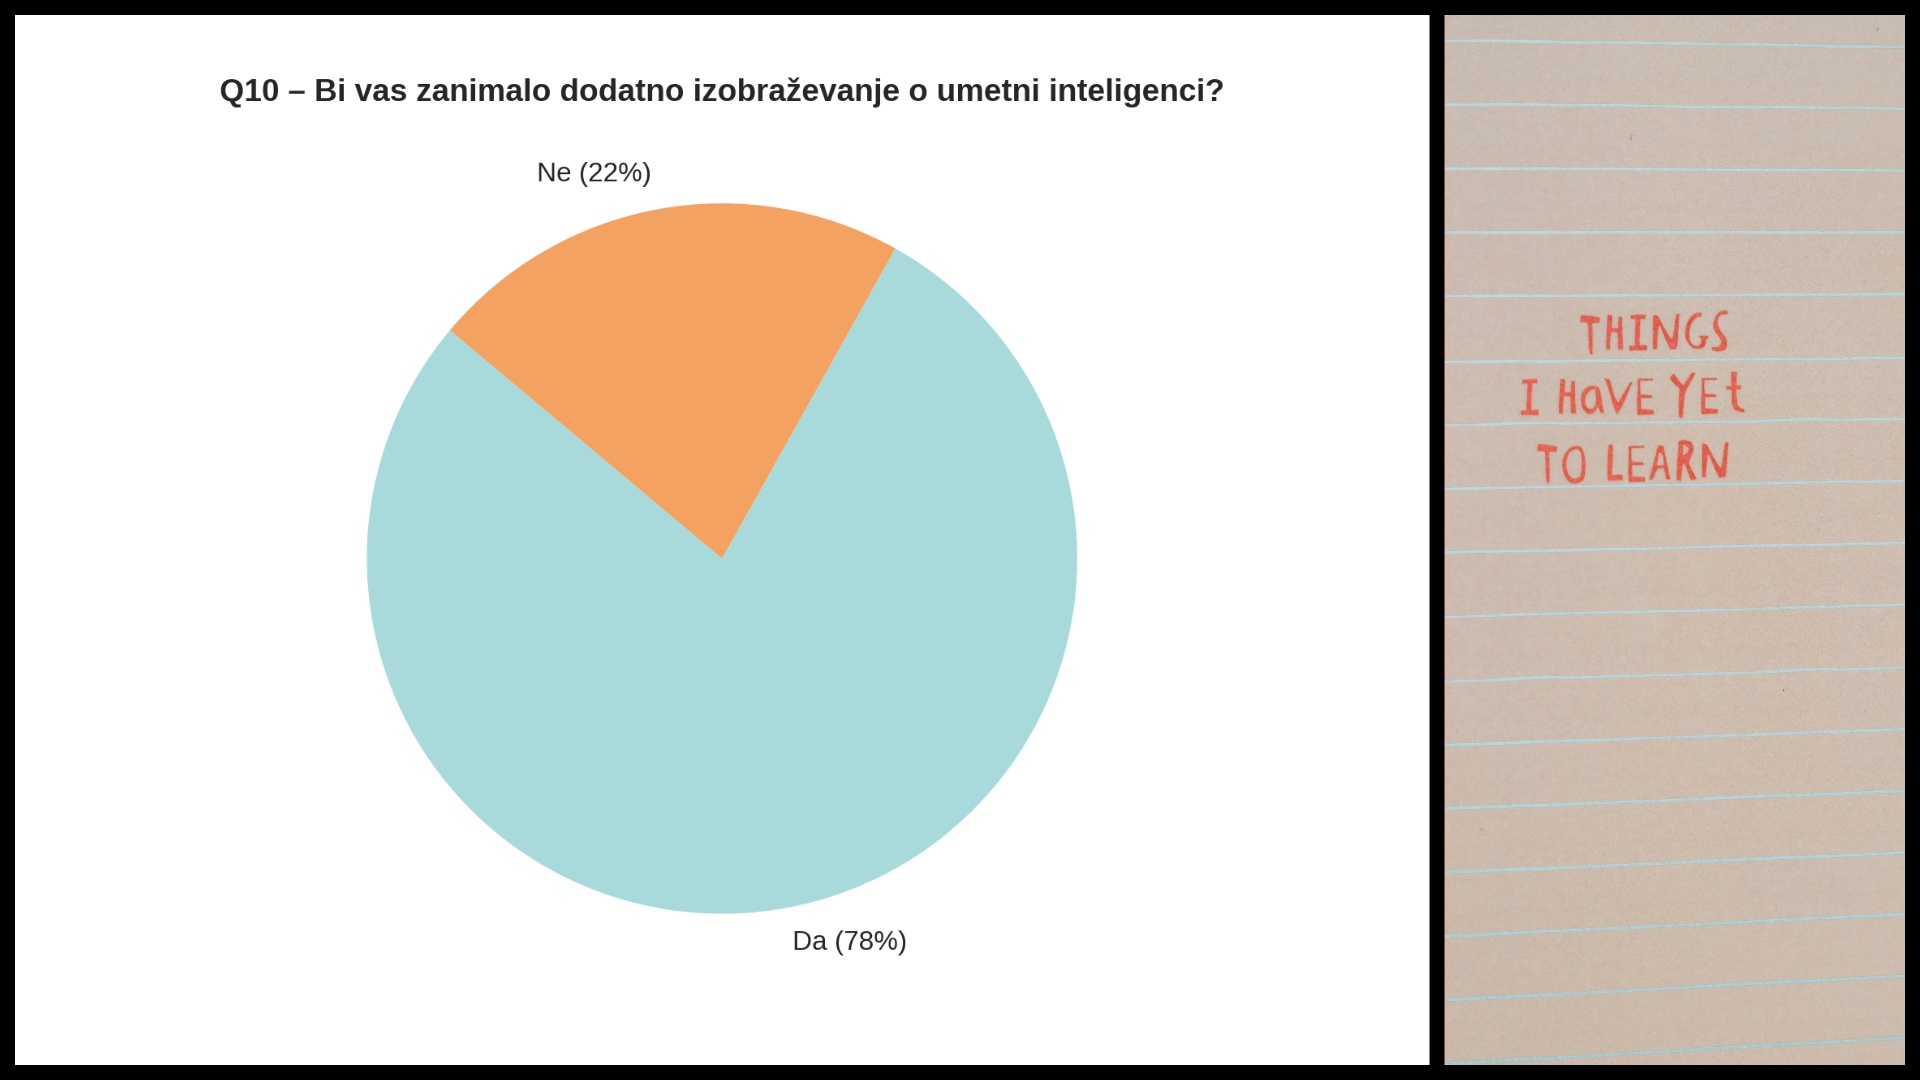 Q10 – Bi vas zanimalo dodatno izobraževanje o umetni inteligenci?
Ne (22%)
Da (78%)
THINGS
I HaVE YEt
TO LEARN